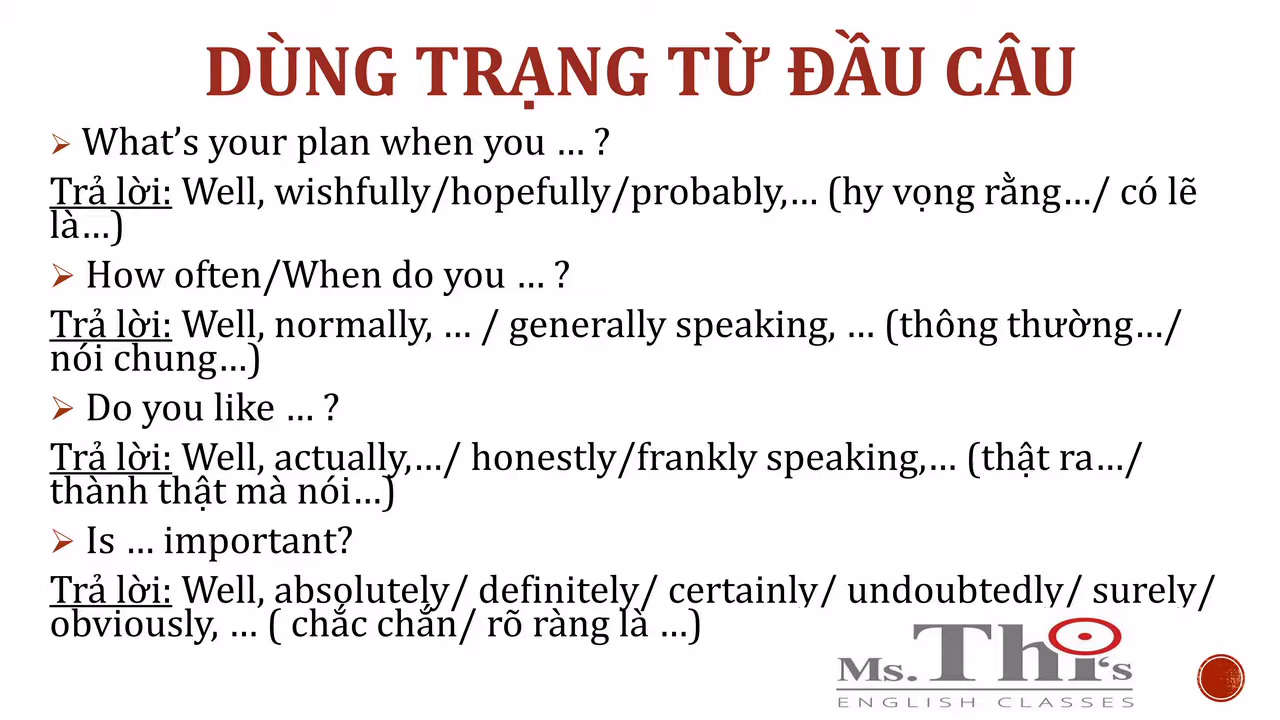 DÙNG TRẠNG TỪ ĐẦU CÂU
What’s your plan when you … ?
Trả lời: Well, wishfully/hopefully/probably,… (hy vọng rằng…/ có lẽ
là…)
How often/When do you … ?
Trả lời: Well, normally, … / generally speaking, … (thông thường…/
nói chung…)
Do you like … ?
Trả lời: Well, actually,…/ honestly/frankly speaking,… (thật ra…/
thành thật mà nói…)
Is … important?
Trả lời: Well, absolutely/ definitely/ certainly/ undoubtedly/ surely/
obviously, … ( chắc chắn/ rõ ràng là …)
Ms. Thi‘s
ENGLISH CLASSES